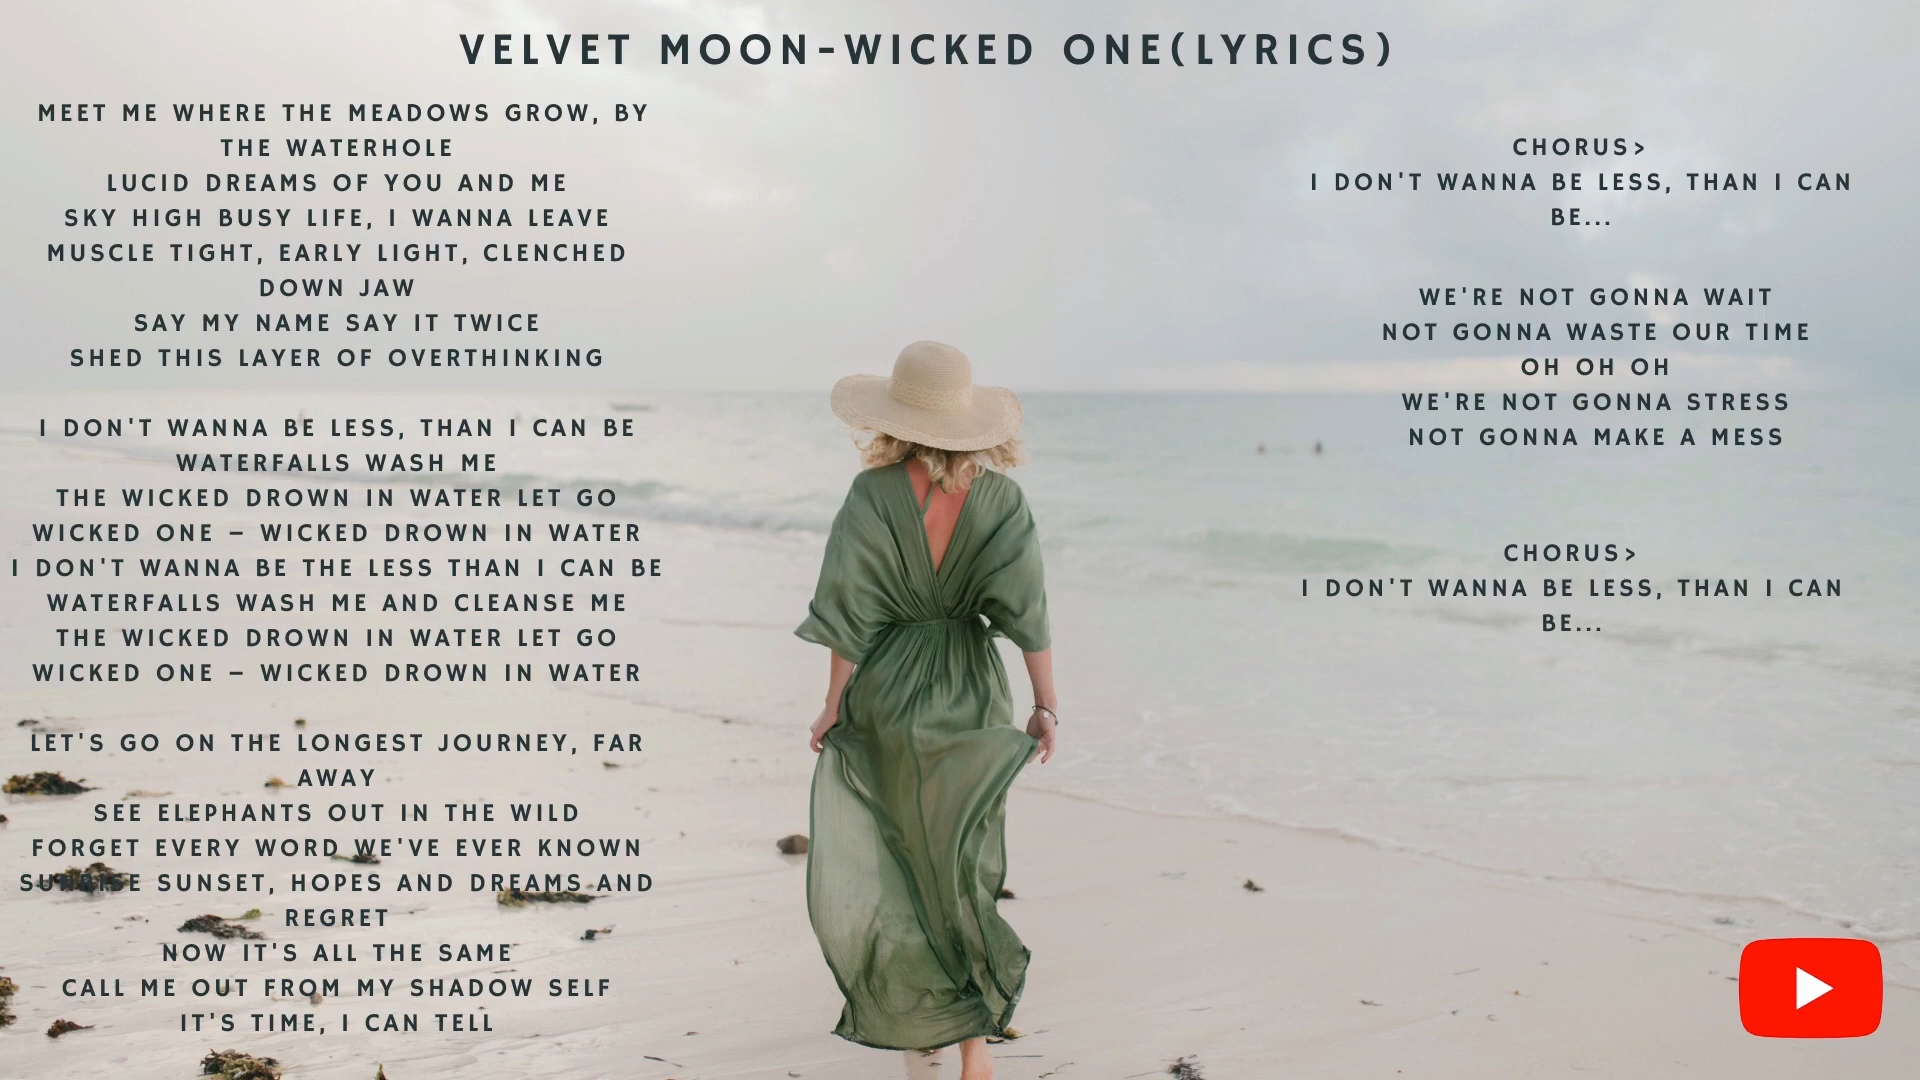 VELVET MOON-WICKED ONE(LYRICS)
MEET ME WHERE THE MEADOWS GROW, BY
THE WATERHOLE
LUCID DREAMS OF YOU AND ME
SKY HIGH BUSY LIFE, I WANNA LEAVE
MUSCLE TIGHT, EARLY LIGHT, CLENCHED
DOWN JAW
SAY MY NAME SAY IT TWICE
SHED THIS LAYER OF OVERTHINKING
I DON'T WANNA BE LESS, THAN I CAN BE
WATERFALLS WASH ME
THE WICKED DROWN IN WATER LET GO
WICKED ONE – WICKED DROWN IN WATER
I DON'T WANNA BE THE LESS THAN I CAN BE
WATERFALLS WASH ME AND CLEANSE ME
THE WICKED DROWN IN WATER LET GO
WICKED ONE – WICKED DROWN IN WATER
LET'S GO ON THE LONGEST JOURNEY, FAR
AWAY
SEE ELEPHANTS OUT IN THE WILD
FORGET EVERY WORD WE'VE EVER KNOWN
SUNRISE SUNSET, HOPES AND DREAMS AND
REGRET
NOW IT'S ALL THE SAME
CALL ME OUT FROM MY SHADOW SELF
IT'S TIME, I CAN TELL
CHORUS>
I DON'T WANNA BE LESS, THAN I CAN
BE...
WE'RE NOT GONNA WAIT
NOT GONNA WASTE OUR TIME
OH OH OH
WE'RE NOT GONNA STRESS
NOT GONNA MAKE A MESS
CHORUS>
I DON'T WANNA BE LESS, THAN I CAN
BE...